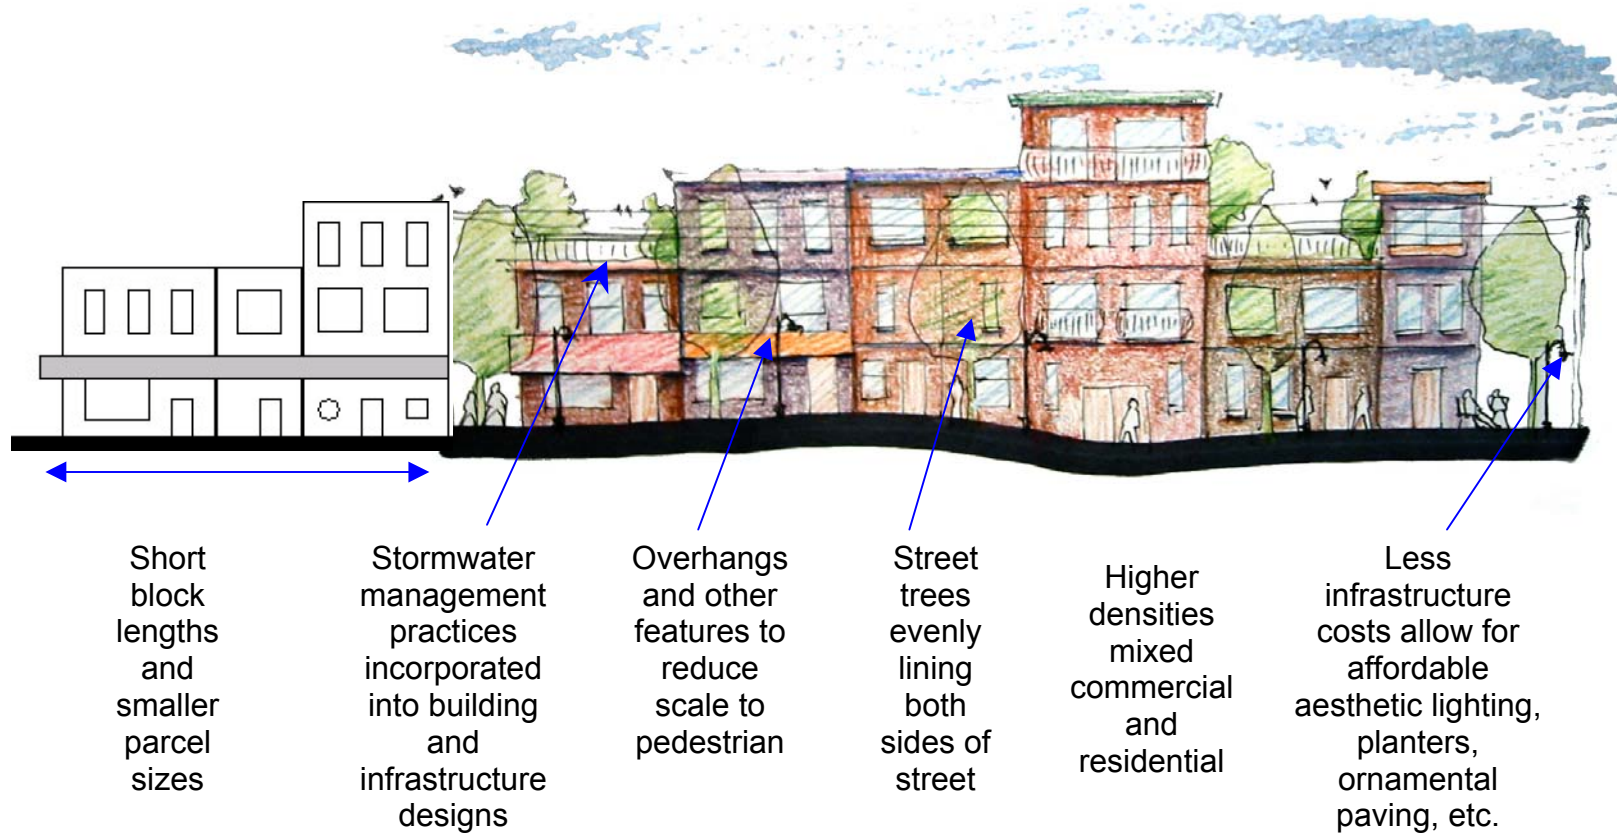 Short
block
lengths
and
smaller
parcel
sizes
Stormwater
management
practices
incorporated
into building
and
infrastructure
designs
Overhangs
and other
features to
reduce
scale to
pedestrian
Street
trees
evenly
lining
both
sides of
street
Higher
densities
mixed
commercial
and
residential
Less
infrastructure
costs allow for
affordable
aesthetic lighting,
planters,
ornamental
paving, etc.